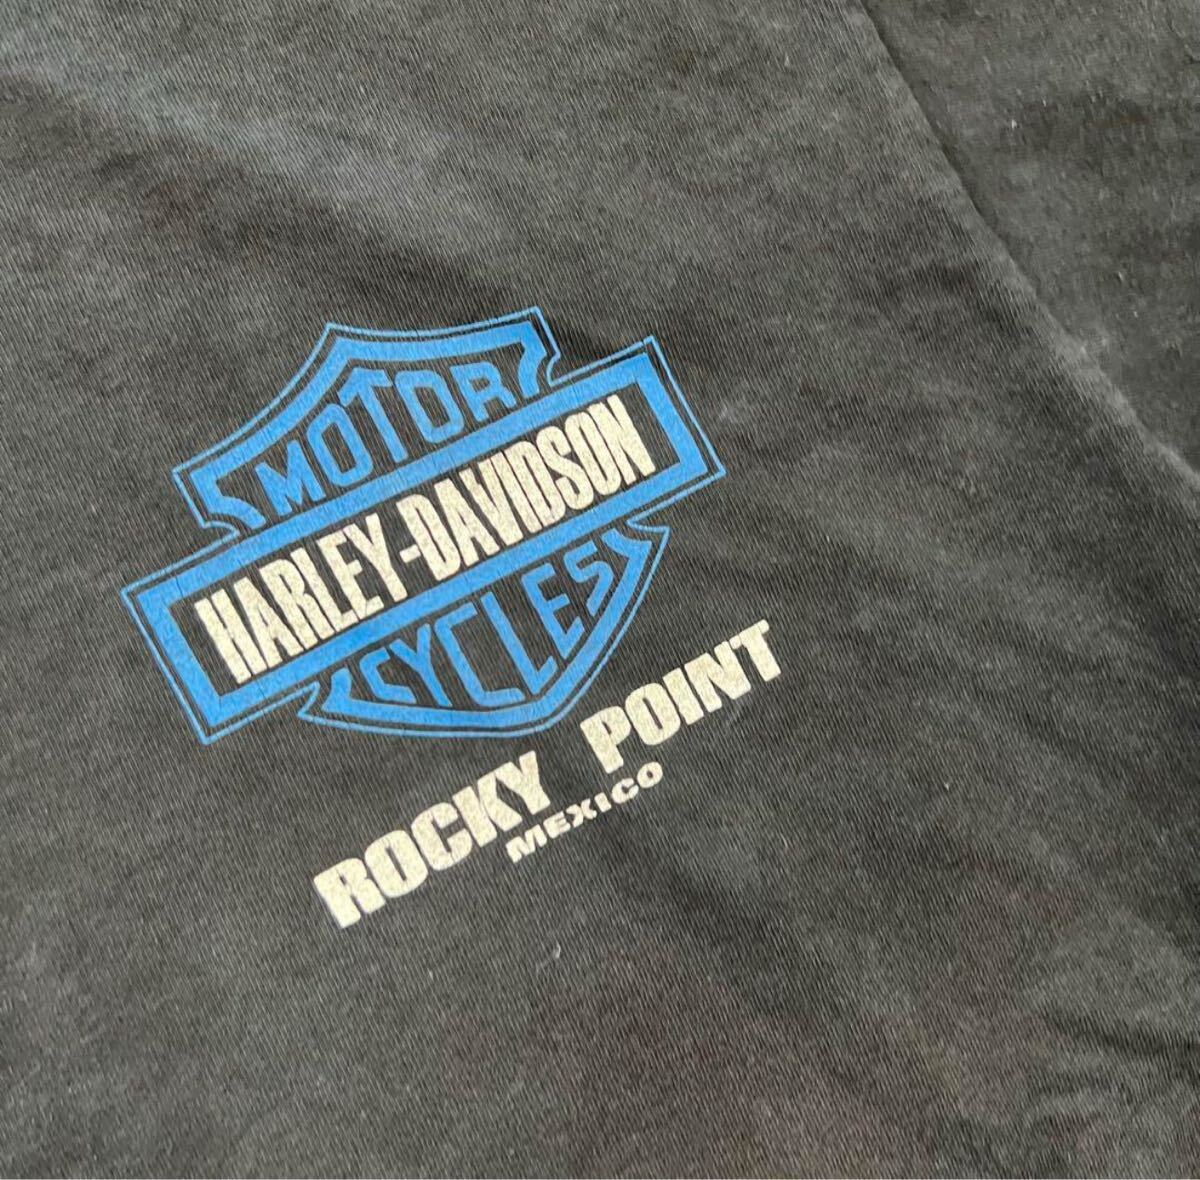 MOTOR
HARLEY-DAVIDSON
CYCLES
ROCKY POINT
MEXICO